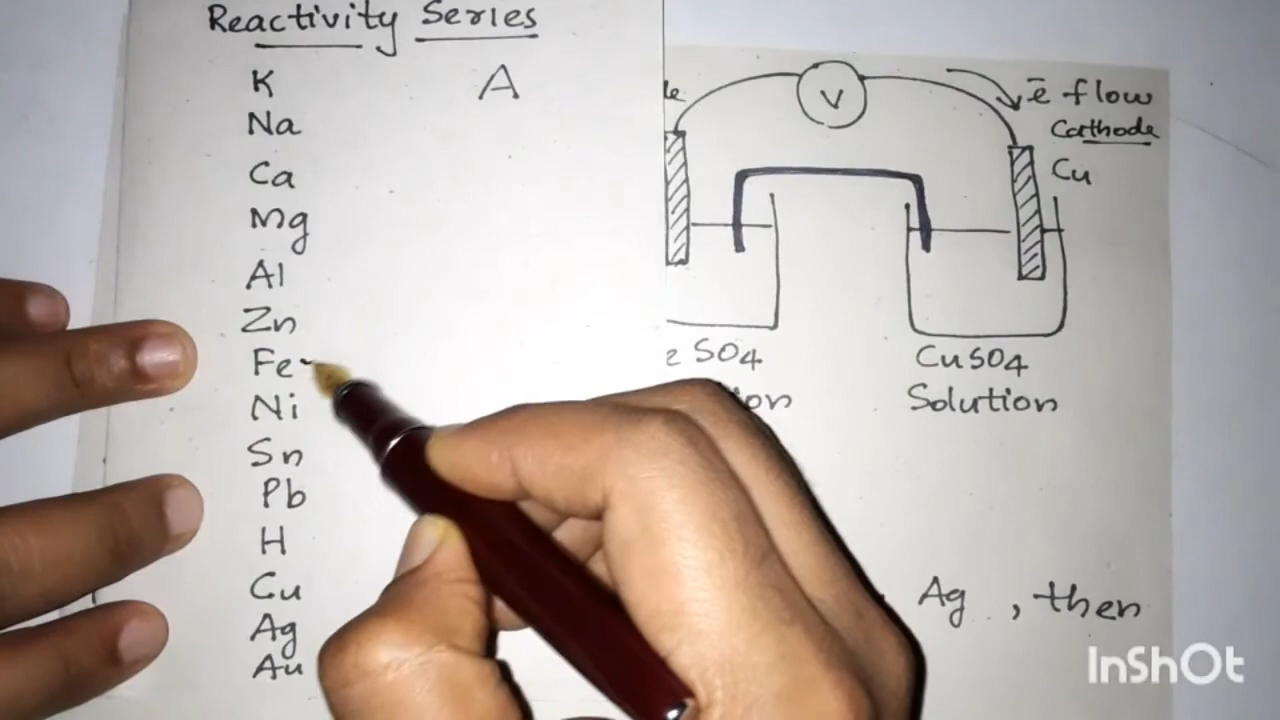 Reactivity Series
K A
Na
Ca
Mg
Al
Zn
Fe
Ni
Sn
Pb
H
Cu
Ag
Au
V
ē flow
Cathode
Cu
SO4
CuSO4
Solution
Ag , then
InShOt